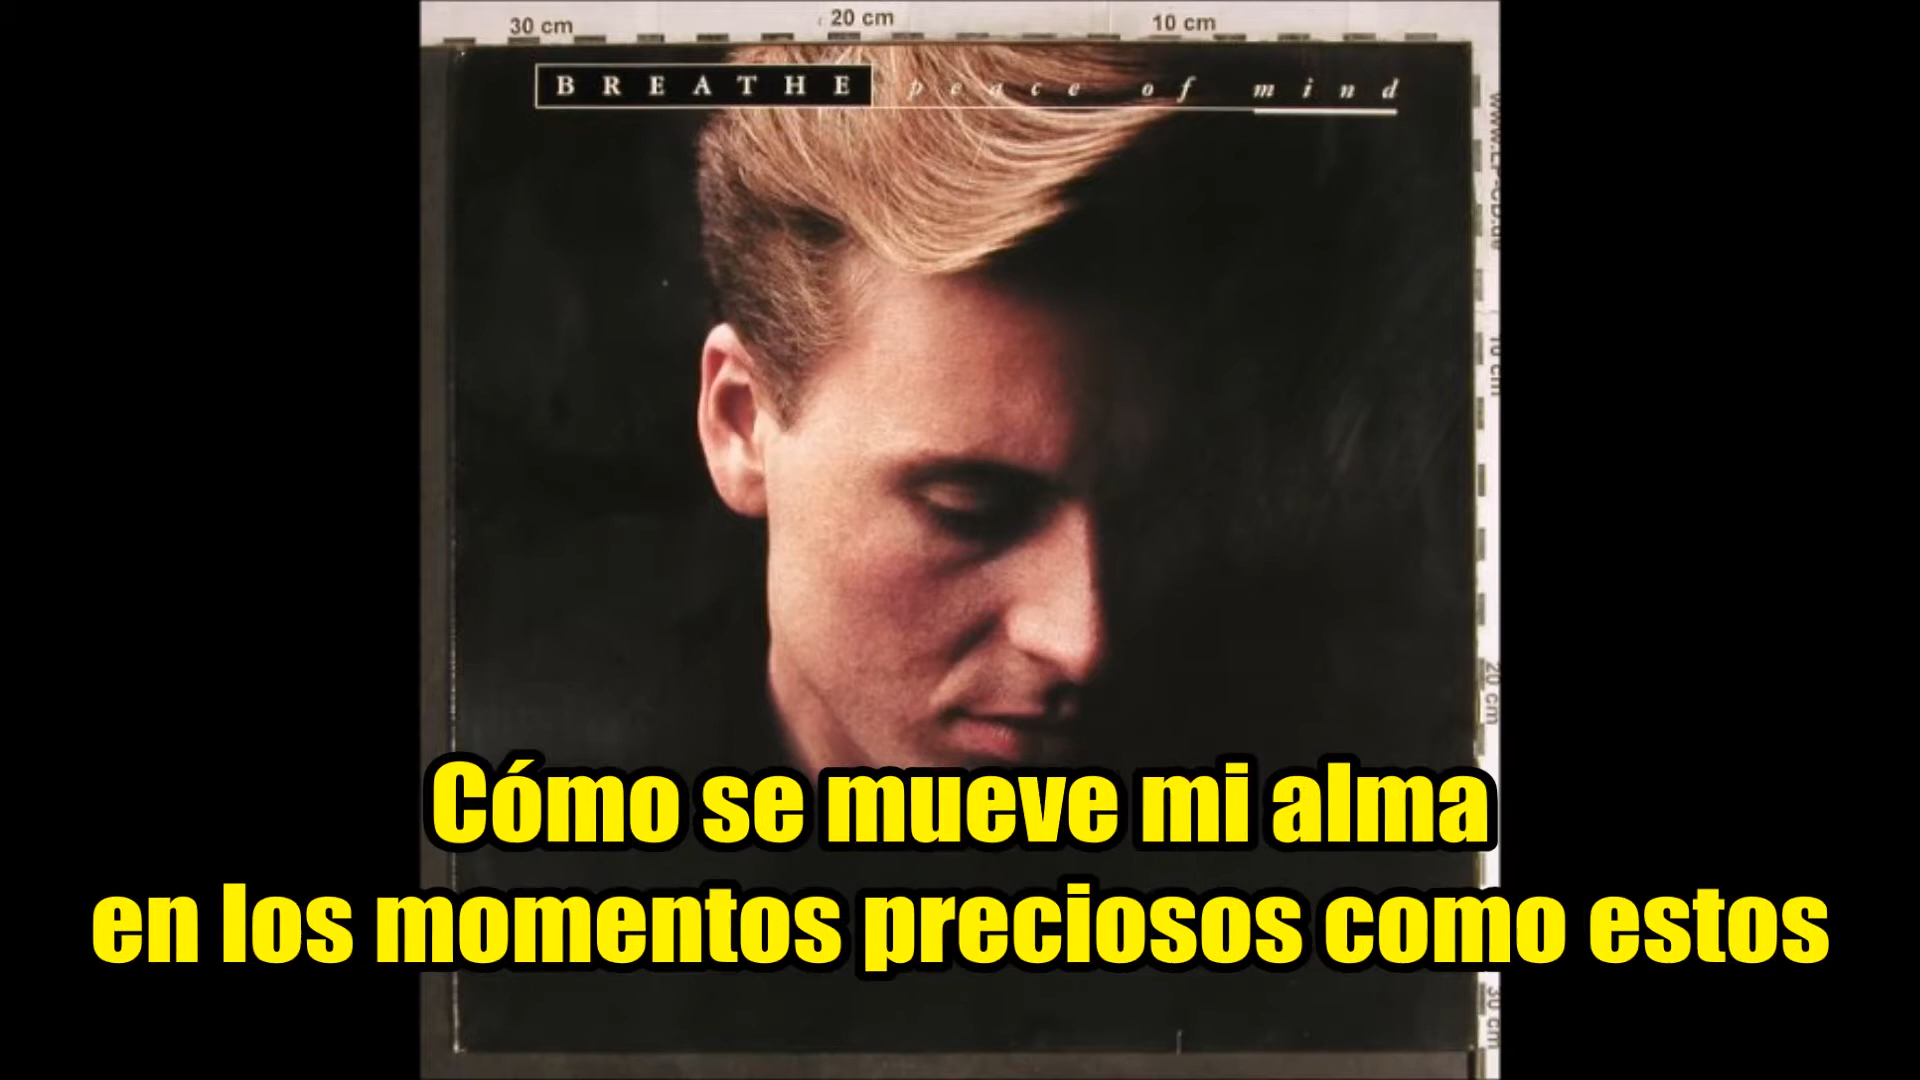 30 cm 20 cm 10 cm
BREATHE peace of mind
10 cm
20 cm
30 cm
Cómo se mueve mi alma
en los momentos preciosos como estos